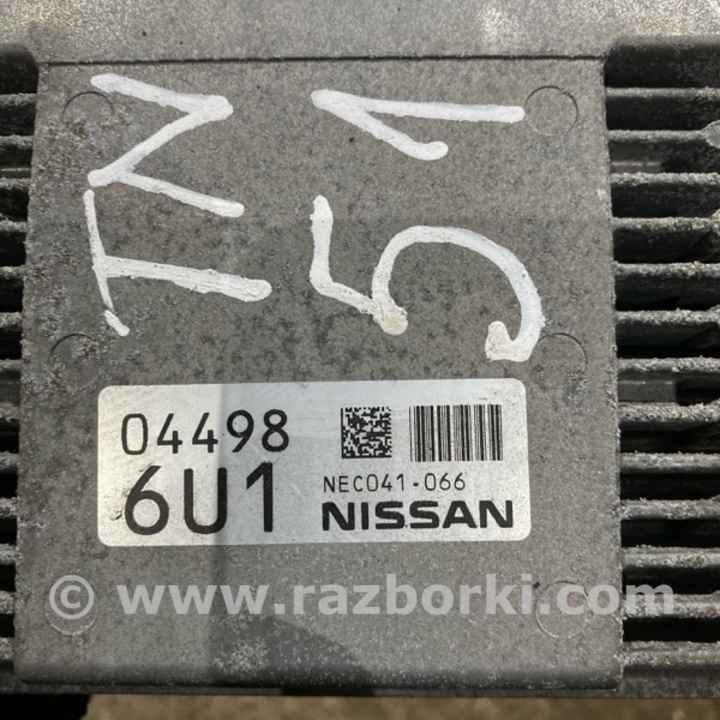 TN
51
04498
6U1
NEC041-066
NISSAN
© www.razborki.com